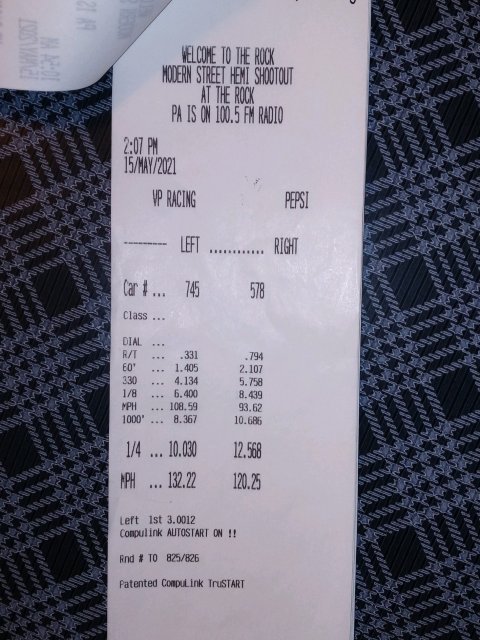 WELCOME TO THE ROCK
MODERN STREET HEMI SHOOTOUT
AT THE ROCK
PA IS ON 100.5 FM RADIO
2:07 PM
15/MAY/2021
VP RACING PEPSI
--------- LEFT ............ RIGHT
Car # ... 745 578
Class ...
DIAL ...
R/T ... .331 .794
60' ... 1.405 2.107
330 ... 4.134 5.758
1/8 ... 6.400 8.439
MPH ... 108.59 93.62
1000' ... 8.367 10.686
1/4 ... 10.030 12.568
MPH ... 132.22 120.25
Left 1st 3.0012
Compulink AUTOSTART ON !!
Rnd # TO 825/826
Patented CompuLink TruSTART